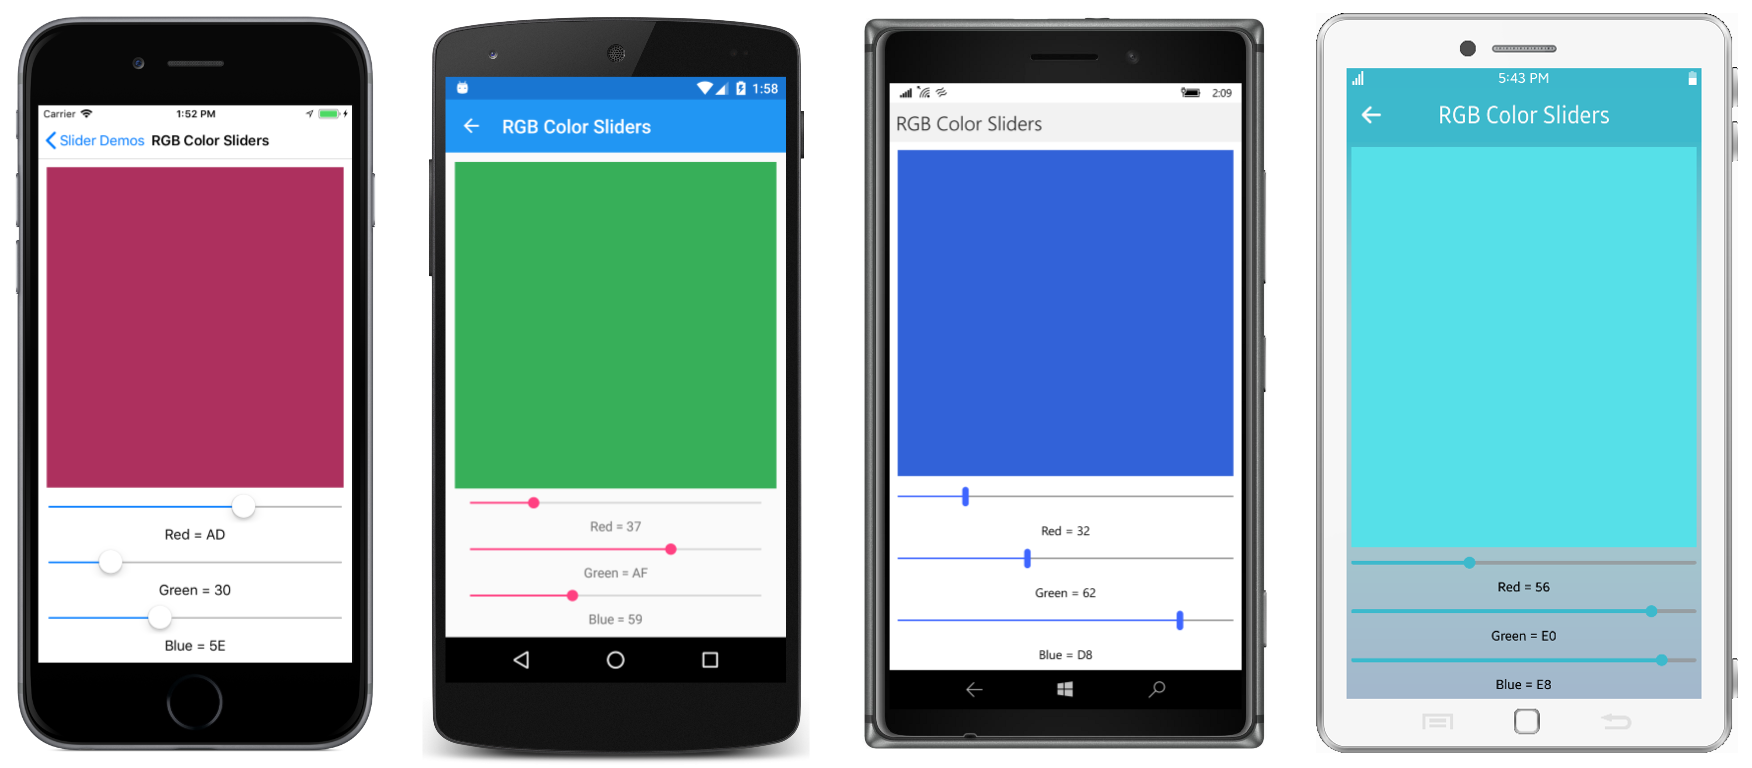 Carrier 1:52 PM
Slider Demos RGB Color Sliders
Red = AD
Green = 30
Blue = 5E
1:58
RGB Color Sliders
Red = 37
Green = AF
Blue = 59
2:09
RGB Color Sliders
Red = 32
Green = 62
Blue = D8
5:43 PM
RGB Color Sliders
Red = 56
Green = E0
Blue = E8